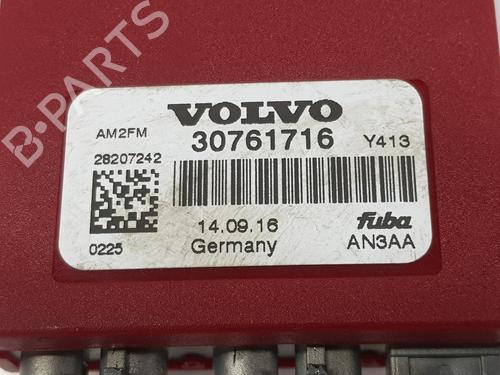 B-PARTS
VOLVO
AM2FM
30761716
Y413
28207242
0225
14.09.16
Germany
fuba
AN3AA